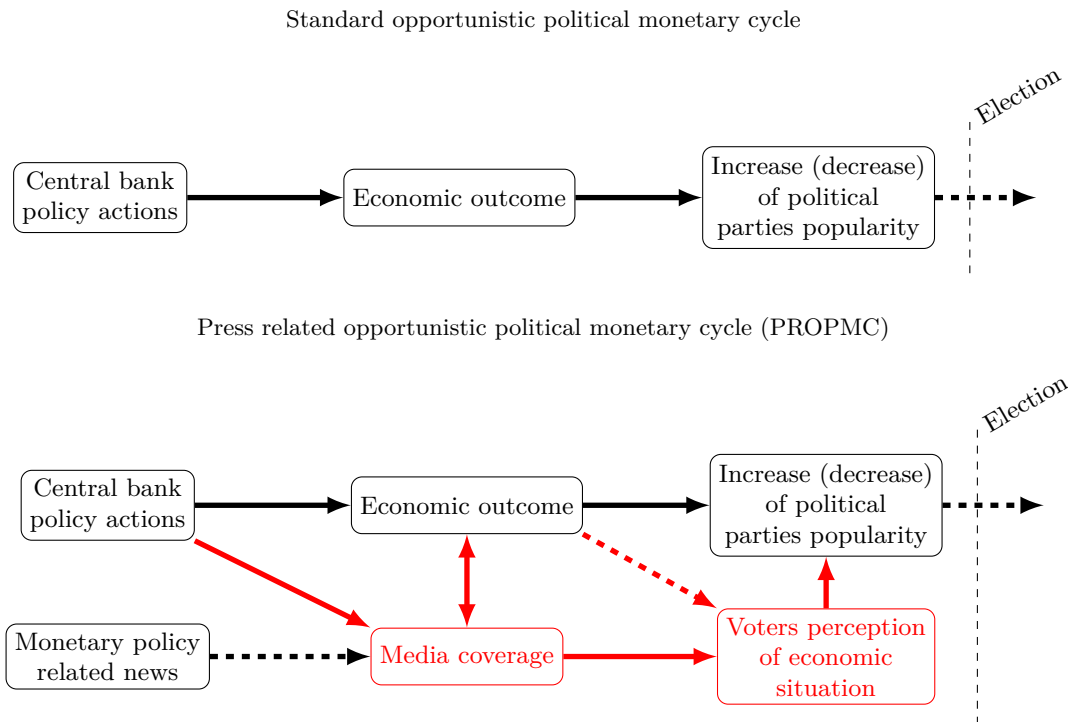 Standard opportunistic political monetary cycle
Election
Central bank
policy actions
Economic outcome
Increase (decrease)
of political
parties popularity
Press related opportunistic political monetary cycle (PROPMC)
Election
Central bank
policy actions
Economic outcome
Increase (decrease)
of political
parties popularity
Monetary policy
related news
Media coverage
Voters perception
of economic
situation